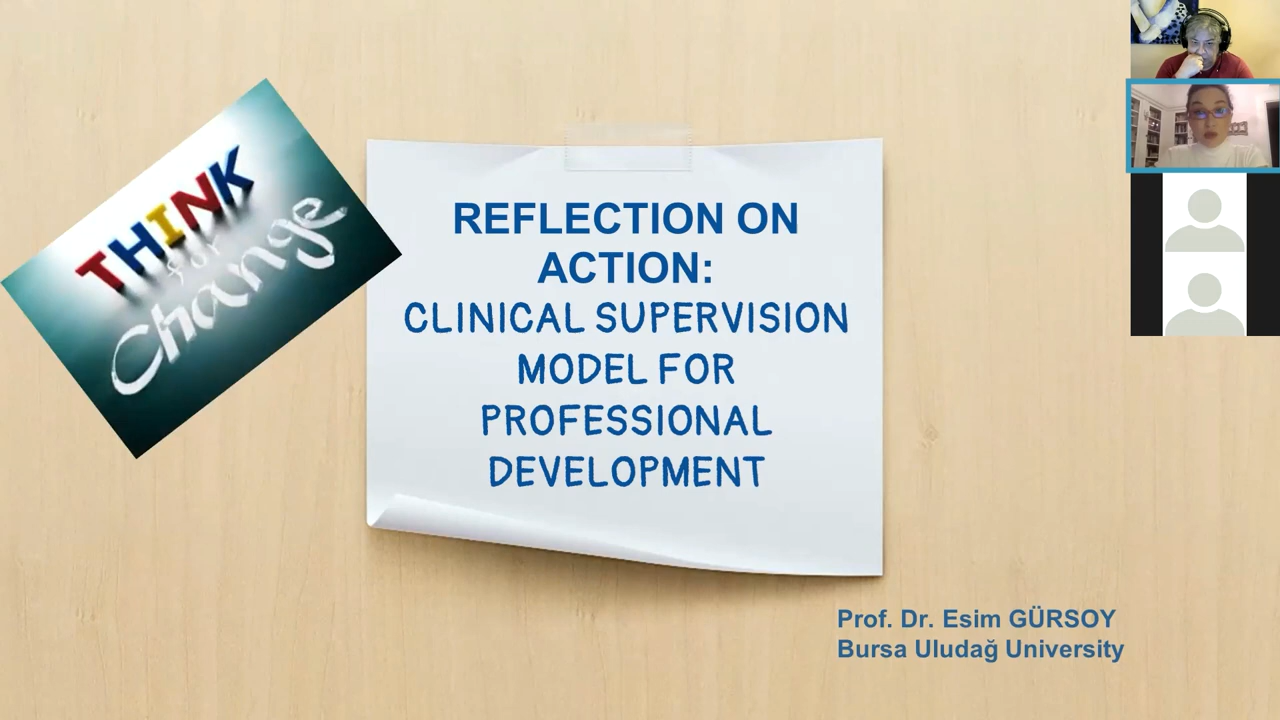 THINK
for
Change
REFLECTION ON
ACTION:
CLINICAL SUPERVISION
MODEL FOR
PROFESSIONAL
DEVELOPMENT
Prof. Dr. Esim GÜRSOY
Bursa Uludağ University